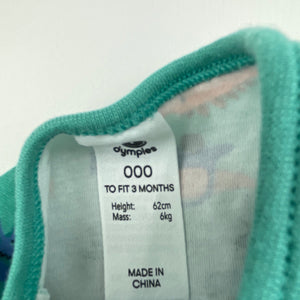 dymples
000
TO FIT 3 MONTHS
Height: 62cm
Mass: 6kg
MADE IN
CHINA